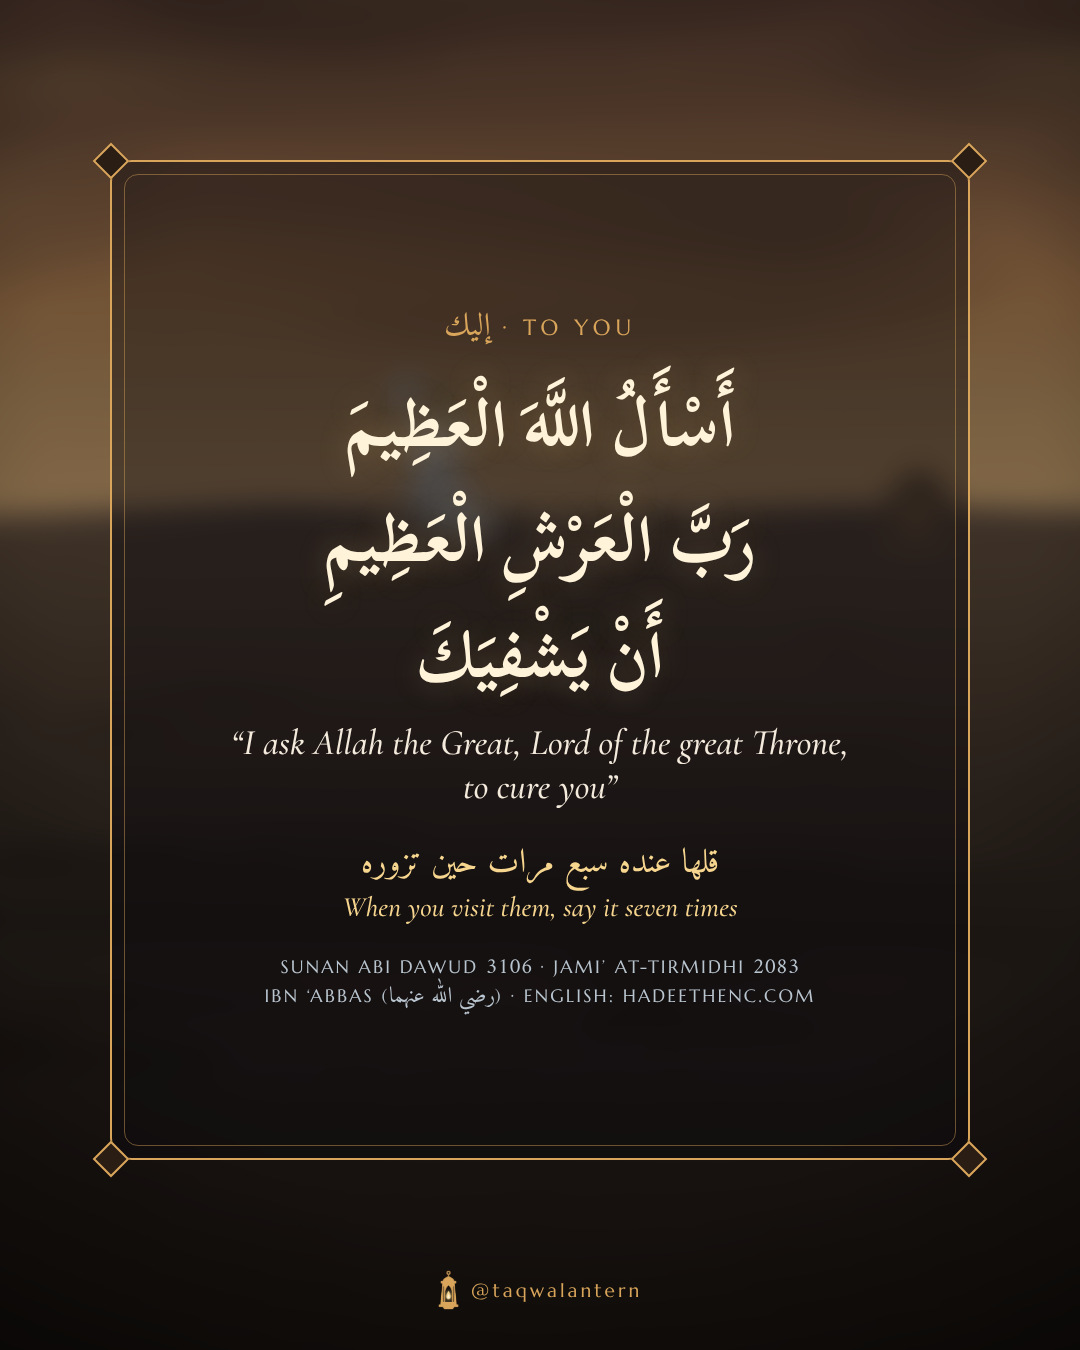 إليك · TO YOU
أَسْأَلُ اللَّهَ الْعَظِيمَ
رَبَّ الْعَرْشِ الْعَظِيمِ
أَنْ يَشْفِيَكَ
“I ask Allah the Great, Lord of the great Throne,
to cure you”
قلها عنده سبع مرات حين تزوره
When you visit them, say it seven times
SUNAN ABI DAWUD 3106 · JAMI’ AT-TIRMIDHI 2083
IBN ‘ABBAS (رضي الله عنهما) · ENGLISH: HADEETHENC.COM
@taqwalantern